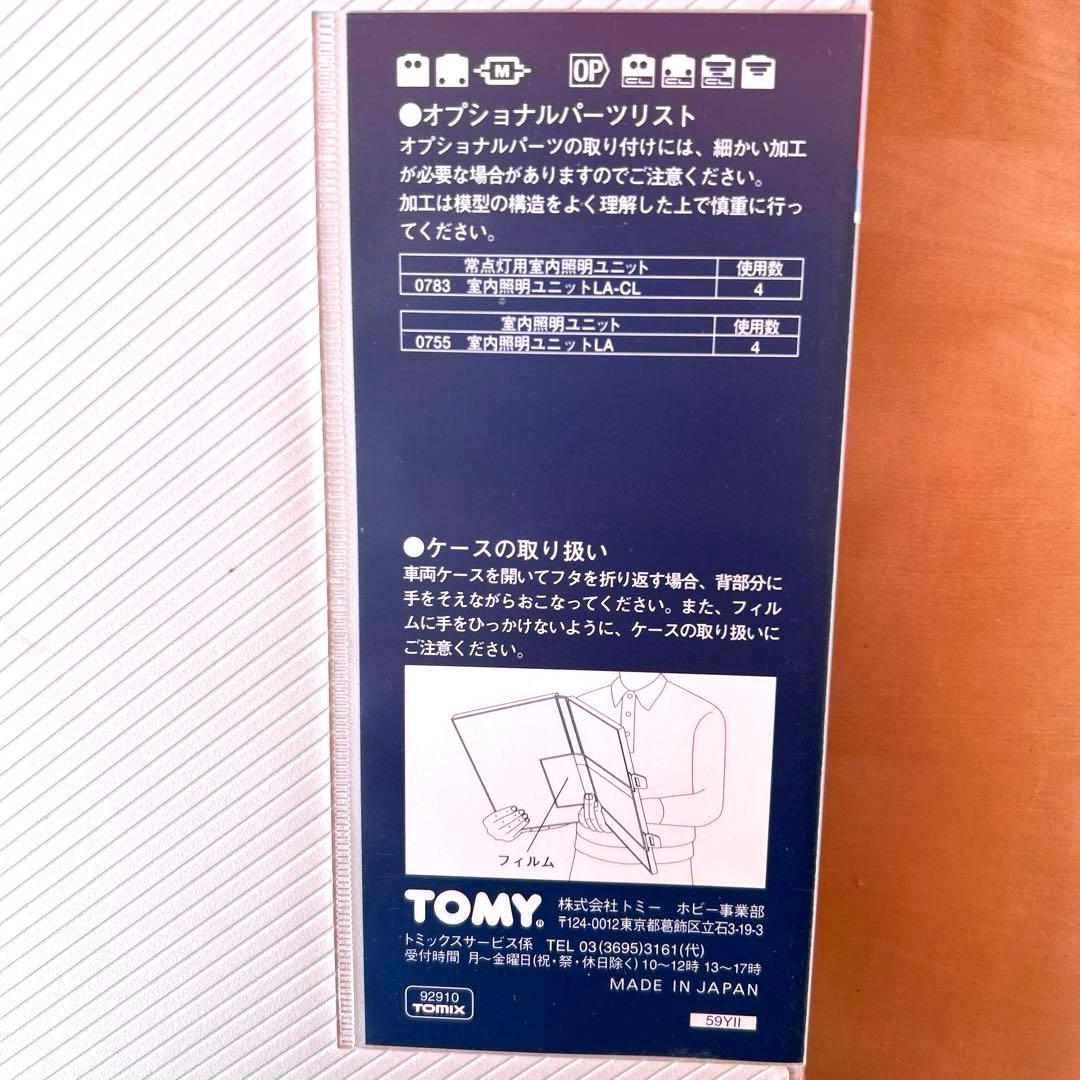 M OP CL CL CL
●オプショナルパーツリスト
オプショナルパーツの取り付けには、細かい加工
が必要な場合がありますのでご注意ください。
加工は模型の構造をよく理解した上で慎重に行っ
てください。
常点灯用室内照明ユニット 使用数
0783 室内照明ユニットLA-CL 4
室内照明ユニット 使用数
0755 室内照明ユニットLA 4
●ケースの取り扱い
車両ケースを開いてフタを折り返す場合、背部分に
手をそえながらおこなってください。また、フィル
ムに手をひっかけないように、ケースの取り扱いに
ご注意ください。
フィルム
TOMY® 株式会社トミー ホビー事業部
〒124-0012東京都葛飾区立石3-19-3
トミックスサービス係 TEL 03(3695)3161(代)
受付時間 月〜金曜日(祝・祭・休日除く)10〜12時 13〜17時
MADE IN JAPAN
92910
TOMIX
59YII